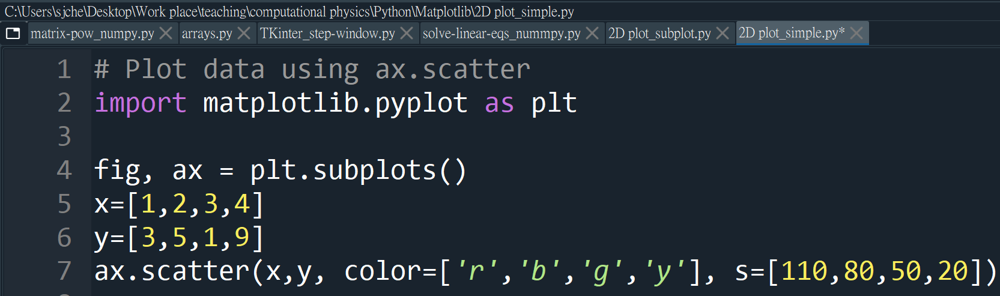 C:\Users\sjche\Desktop\Work place\teaching\computational physics\Python\Matplotlib\2D plot_simple.py
matrix-pow_numpy.py arrays.py TKinter_step-window.py solve-linear-eqs_nummpy.py 2D plot_subplot.py 2D plot_simple.py*
1 # Plot data using ax.scatter
2 import matplotlib.pyplot as plt
3
4 fig, ax = plt.subplots()
5 x=[1,2,3,4]
6 y=[3,5,1,9]
7 ax.scatter(x,y, color=['r','b','g','y'], s=[110,80,50,20])